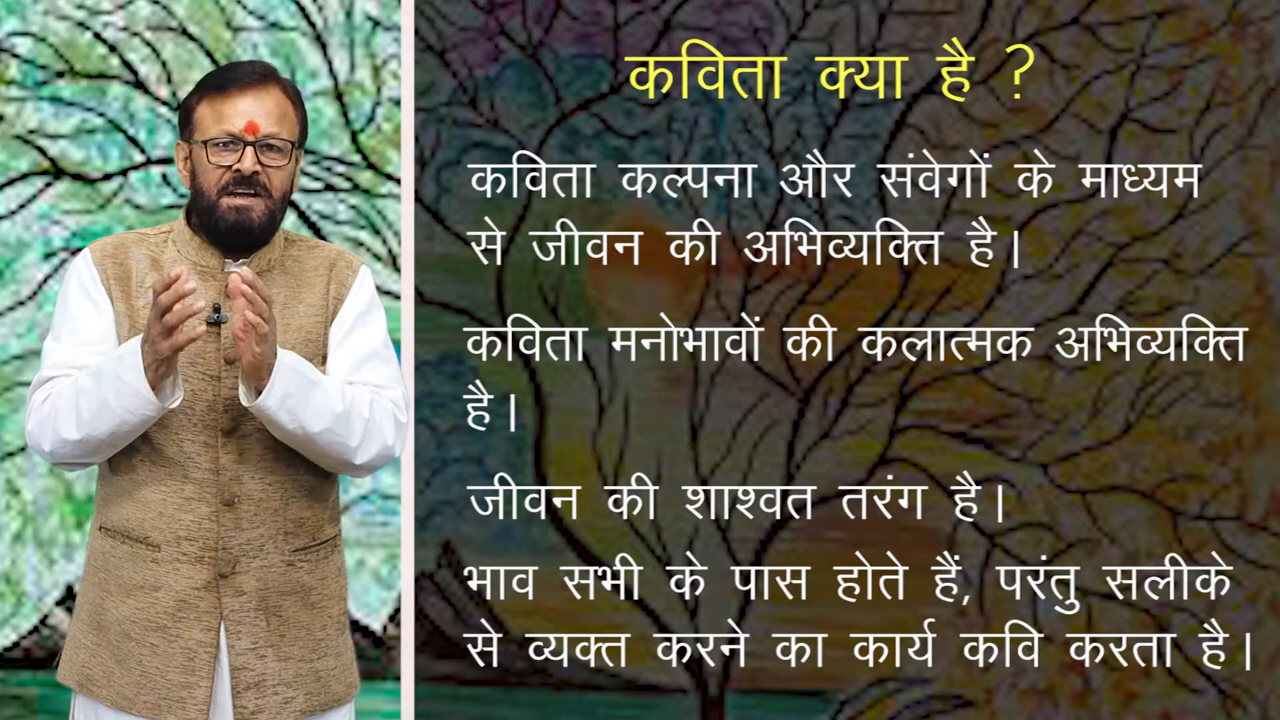 कविता क्या है ?
कविता कल्पना और संवेगों के माध्यम
से जीवन की अभिव्यक्ति है।
कविता मनोभावों की कलात्मक अभिव्यक्ति
है।
जीवन की शाश्वत तरंग है।
भाव सभी के पास होते हैं, परंतु सलीके
से व्यक्त करने का कार्य कवि करता है।